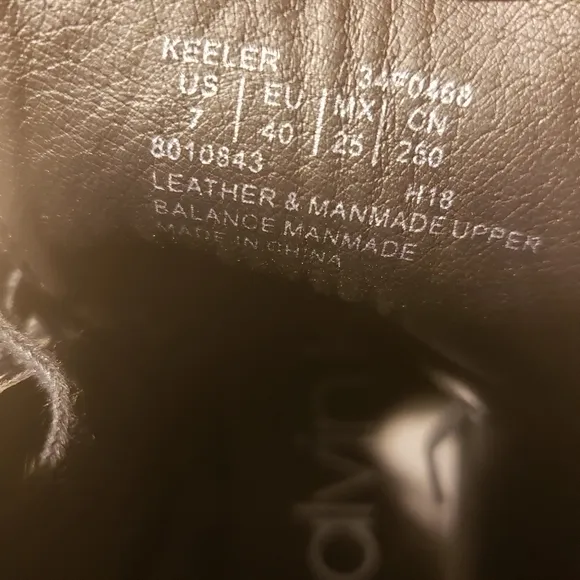 KEELER 34F0468
US | EU | MX | CN
7 | 40 | 25 | 250
8010843 H18
LEATHER & MANMADE UPPER
BALANCE MANMADE
MADE IN CHINA